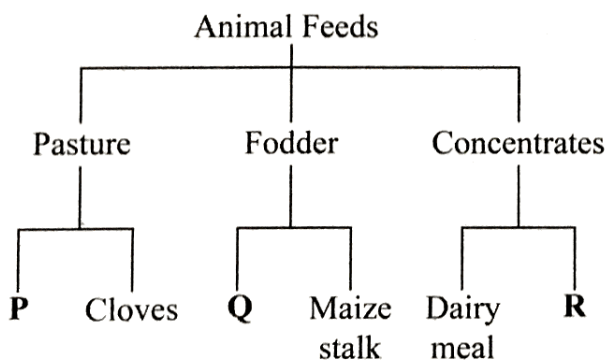 Animal Feeds
Pasture Fodder Concentrates
P Cloves Q Maize stalk Dairy meal R